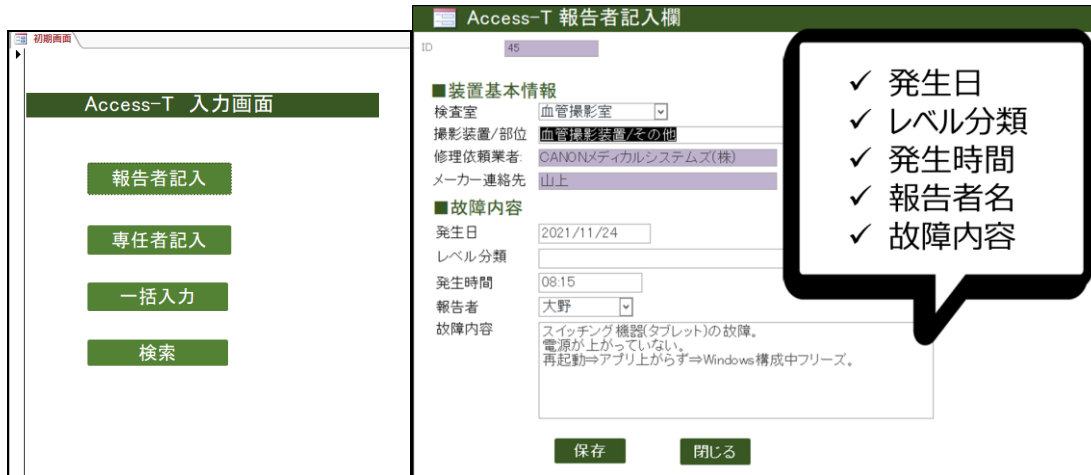 初期画面
Access-T 入力画面
報告者記入
専任者記入
一括入力
検索
Access-T 報告者記入欄
ID 45
■装置基本情報
検査室 血管撮影室
撮影装置/部位 血管撮影装置/その他
修理依頼業者: CANONメディカルシステムズ(株)
メーカー連絡先 山上
■故障内容
発生日 2021/11/24
レベル分類
発生時間 08:15
報告者 大野
故障内容 スイッチング機器(タブレット)の故障。
電源が上がっていない。
再起動⇒アプリ上がらず⇒Windows構成中フリーズ。
保存 閉じる
✓ 発生日
✓ レベル分類
✓ 発生時間
✓ 報告者名
✓ 故障内容